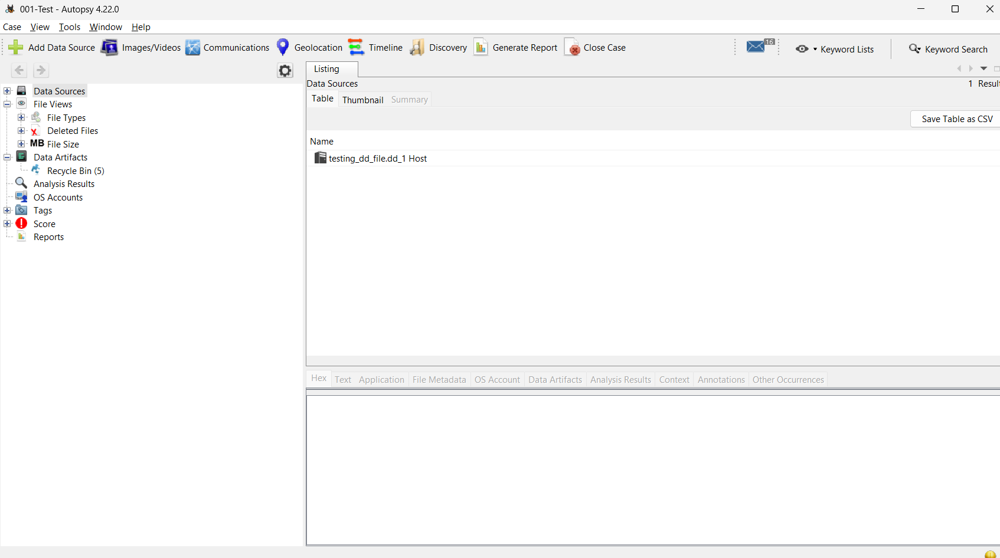 001-Test - Autopsy 4.22.0
Case View Tools Window Help
Add Data Source Images/Videos Communications Geolocation Timeline Discovery Generate Report Close Case 16 Keyword Lists Keyword Search
Listing
Data Sources 1 Result
Table Thumbnail Summary
Save Table as CSV
Name
testing_dd_file.dd_1 Host
Data Sources
File Views
File Types
Deleted Files
MB File Size
Data Artifacts
Recycle Bin (5)
Analysis Results
OS Accounts
Tags
Score
Reports
Hex Text Application File Metadata OS Account Data Artifacts Analysis Results Context Annotations Other Occurrences